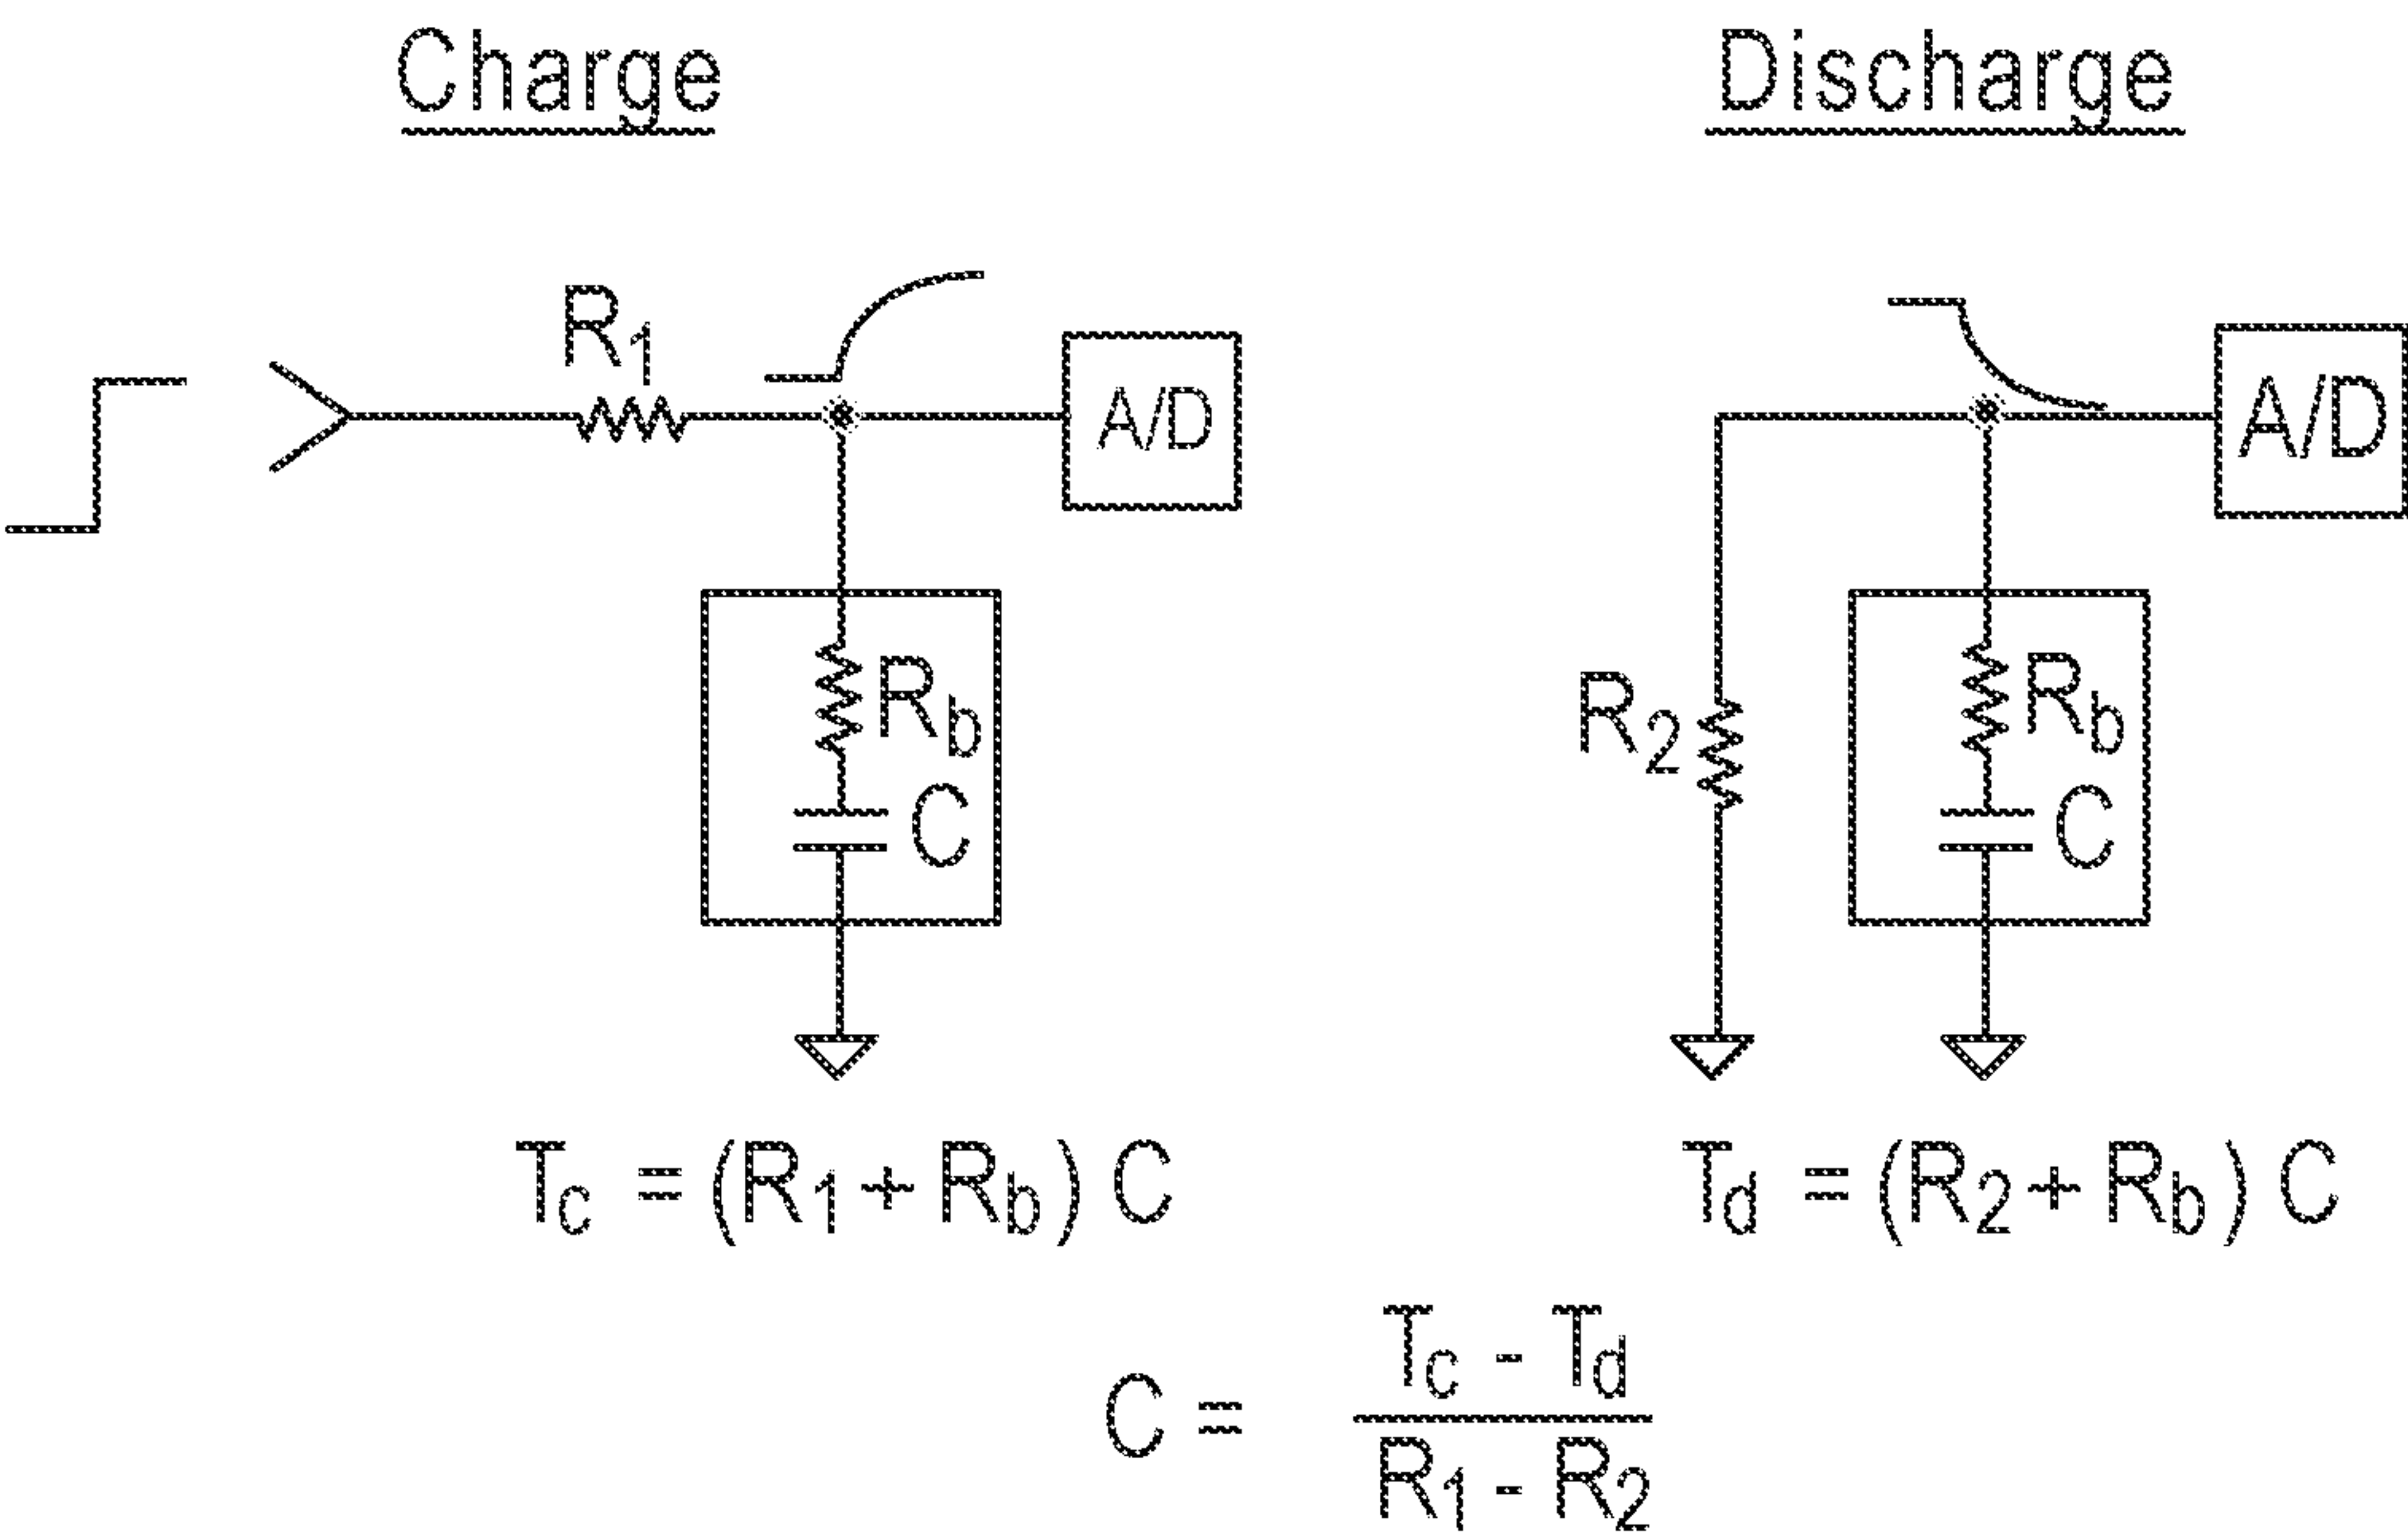 Charge
Discharge
R1
A/D
Rb
C
A/D
R2
Rb
C
Tc = (R1 + Rb) C
Td = (R2 + Rb) C
C = Tc - Td
R1 - R2